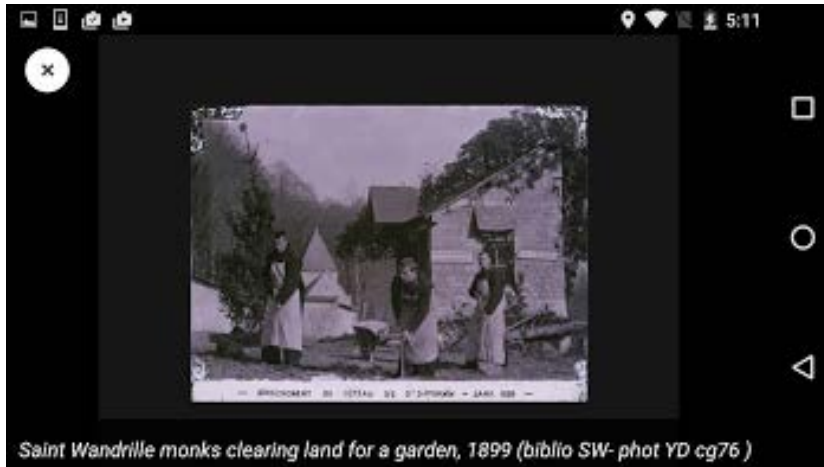 5:11
Saint Wandrille monks clearing land for a garden, 1899 (biblio SW- phot YD cg76 )